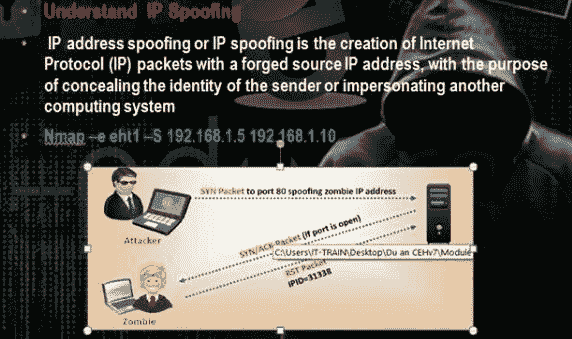 Understand IP Spoofing
IP address spoofing or IP spoofing is the creation of Internet
Protocol (IP) packets with a forged source IP address, with the purpose
of concealing the identity of the sender or impersonating another
computing system
Nmap –e eht1 –S 192.168.1.5 192.168.1.10
SYN Packet to port 80 spoofing zombie IP address
Attacker
SYN/ACK Packet (if port is open)
C:\Users\IT-TRAIN\Desktop\Du an CEHv7\Module
RST Packet
IPID=31338
Zombie